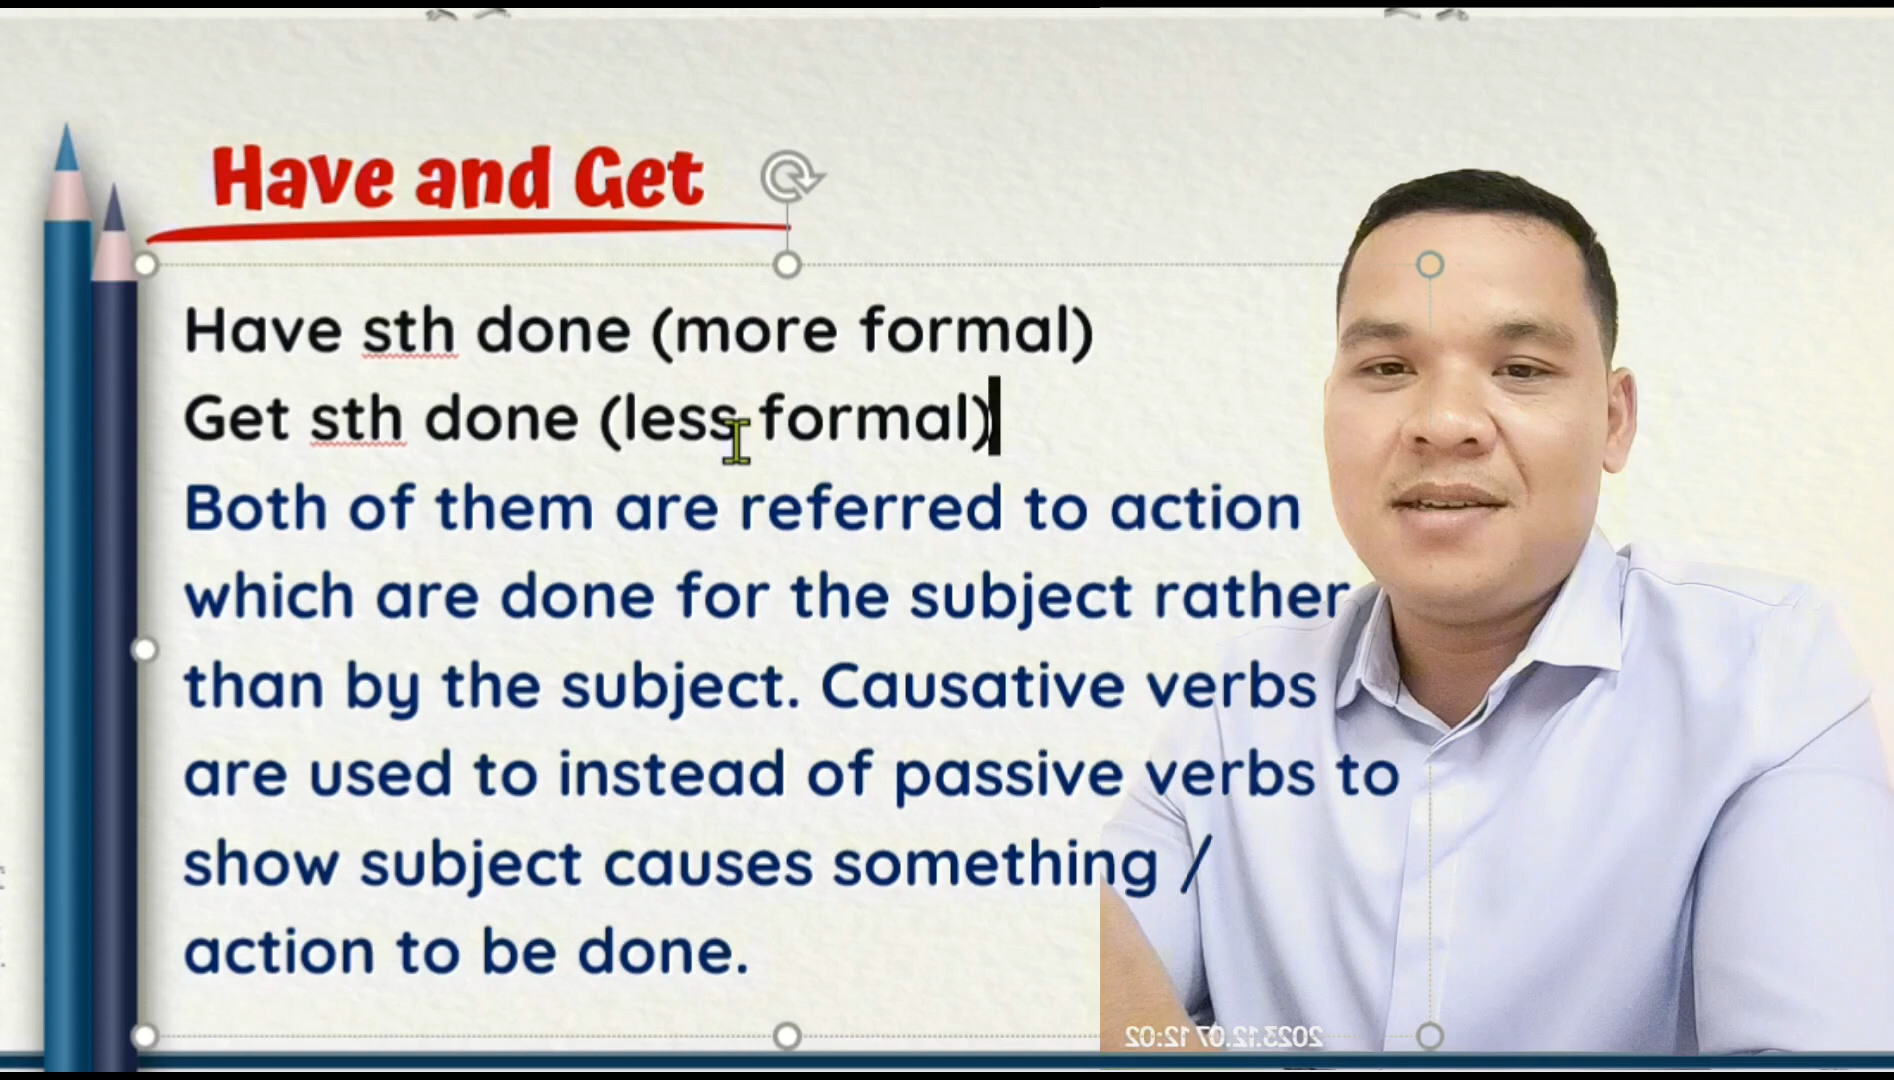 Have and Get
Have sth done (more formal)
Get sth done (less formal)
Both of them are referred to action
which are done for the subject rather
than by the subject. Causative verbs
are used to instead of passive verbs to
show subject causes something /
action to be done.
2023.12.07 12:02